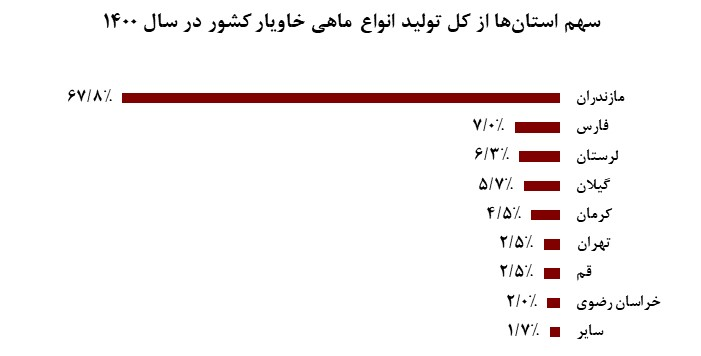 سهم استان‌ها از کل تولید انواع ماهی خاویار کشور در سال ۱۴۰۰
مازندران ۶۷/۸٪
فارس ۷/۰٪
لرستان ۶/۳٪
گیلان ۵/۷٪
کرمان ۴/۵٪
تهران ۲/۵٪
قم ۲/۵٪
خراسان رضوی ۲/۰٪
سایر ۱/۷٪